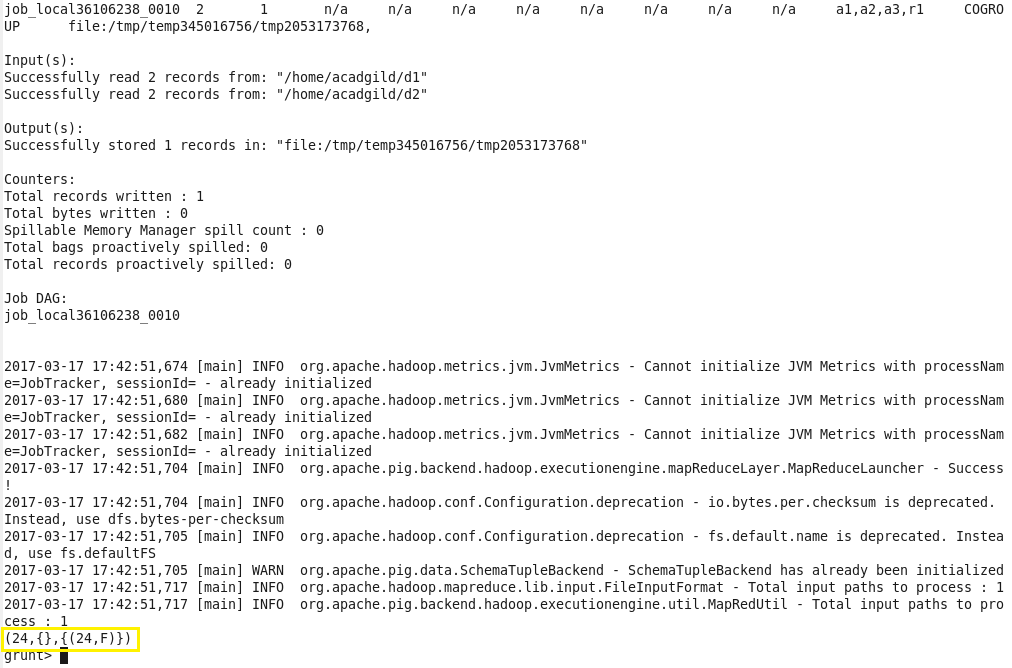 job_local36106238_0010  2       1       n/a     n/a     n/a     n/a     n/a     n/a     n/a     n/a     a1,a2,a3,r1     COGRO
UP      file:/tmp/temp345016756/tmp2053173768,
Input(s):
Successfully read 2 records from: "/home/acadgild/d1"
Successfully read 2 records from: "/home/acadgild/d2"
Output(s):
Successfully stored 1 records in: "file:/tmp/temp345016756/tmp2053173768"
Counters:
Total records written : 1
Total bytes written : 0
Spillable Memory Manager spill count : 0
Total bags proactively spilled: 0
Total records proactively spilled: 0
Job DAG:
job_local36106238_0010
2017-03-17 17:42:51,674 [main] INFO  org.apache.hadoop.metrics.jvm.JvmMetrics - Cannot initialize JVM Metrics with processNam
e=JobTracker, sessionId= - already initialized
2017-03-17 17:42:51,680 [main] INFO  org.apache.hadoop.metrics.jvm.JvmMetrics - Cannot initialize JVM Metrics with processNam
e=JobTracker, sessionId= - already initialized
2017-03-17 17:42:51,682 [main] INFO  org.apache.hadoop.metrics.jvm.JvmMetrics - Cannot initialize JVM Metrics with processNam
e=JobTracker, sessionId= - already initialized
2017-03-17 17:42:51,704 [main] INFO  org.apache.pig.backend.hadoop.executionengine.mapReduceLayer.MapReduceLauncher - Success
!
2017-03-17 17:42:51,704 [main] INFO  org.apache.hadoop.conf.Configuration.deprecation - io.bytes.per.checksum is deprecated.
Instead, use dfs.bytes-per-checksum
2017-03-17 17:42:51,705 [main] INFO  org.apache.hadoop.conf.Configuration.deprecation - fs.default.name is deprecated. Instea
d, use fs.defaultFS
2017-03-17 17:42:51,705 [main] WARN  org.apache.pig.data.SchemaTupleBackend - SchemaTupleBackend has already been initialized
2017-03-17 17:42:51,717 [main] INFO  org.apache.hadoop.mapreduce.lib.input.FileInputFormat - Total input paths to process : 1
2017-03-17 17:42:51,717 [main] INFO  org.apache.pig.backend.hadoop.executionengine.util.MapRedUtil - Total input paths to pro
cess : 1
(24,{},{(24,F)})
grunt>